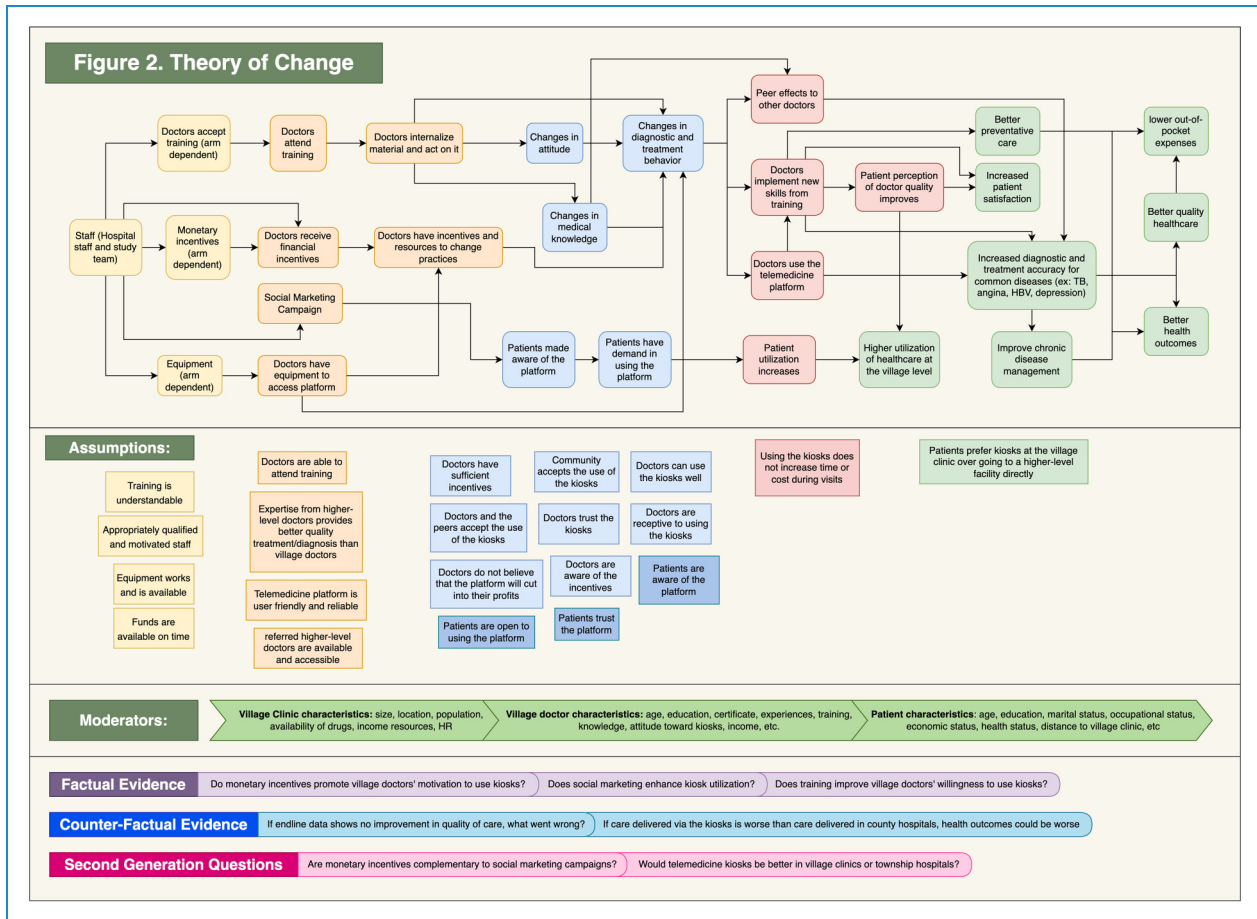 Figure 2. Theory of Change
Doctors accept
training (arm
dependent)
Doctors
attend
training
Doctors internalize
material and act on it
Changes in
attitude
Changes in
diagnostic and
treatment
behavior
Changes in
medical
knowledge
Staff (Hospital
staff and study
team)
Monetary
incentives (arm
dependent)
Doctors receive
financial
incentives
Doctors have incentives and
resources to change
practices
Social Marketing
Campaign
Equipment
(arm
dependent)
Doctors have
equipment to
access platform
Patients made
aware of the
platform
Patients have
demand in
using the
platform
Peer effects to
other doctors
Doctors
implement new
skills from
training
Patient perception
of doctor quality
improves
Doctors use the
telemedicine
platform
Patient
utilization
increases
Better
preventative
care
Increased
patient
satisfaction
Increased diagnostic and
treatment accuracy for
common diseases (ex: TB,
angina, HBV, depression)
Higher utilization
of healthcare at
the village level
Improve chronic
disease
management
lower out-of-
pocket
expenses
Better quality
healthcare
Better
health
outcomes
Assumptions:
Training is
understandable
Appropriately qualified
and motivated staff
Equipment works
and is available
Funds are
available on time
Doctors are able to
attend training
Expertise from higher-
level doctors provides
better quality
treatment/diagnosis than
village doctors
Telemedicine platform is
user friendly and reliable
referred higher-level
doctors are available
and accessible
Doctors have
sufficient
incentives
Community
accepts the use of
the kiosks
Doctors can use
the kiosks well
Doctors and the
peers accept the use
of the kiosks
Doctors trust the
kiosks
Doctors are
receptive to using
the kiosks
Doctors do not believe
that the platform will cut
into their profits
Doctors are
aware of the
incentives
Patients are
aware of the
platform
Patients are open to
using the platform
Patients trust
the platform
Using the kiosks does
not increase time or
cost during visits
Patients prefer kiosks at the village
clinic over going to a higher-level
facility directly
Moderators:
Village Clinic characteristics: size, location, population,
availability of drugs, income resources, HR
Village doctor characteristics: age, education, certificate, experiences, training,
knowledge, attitude toward kiosks, income, etc.
Patient characteristics: age, education, marital status, occupational status,
economic status, health status, distance to village clinic, etc
Factual Evidence
Do monetary incentives promote village doctors' motivation to use kiosks?
Does social marketing enhance kiosk utilization?
Does training improve village doctors' willingness to use kiosks?
Counter-Factual Evidence
If endline data shows no improvement in quality of care, what went wrong?
If care delivered via the kiosks is worse than care delivered in county hospitals, health outcomes could be worse
Second Generation Questions
Are monetary incentives complementary to social marketing campaigns?
Would telemedicine kiosks be better in village clinics or township hospitals?